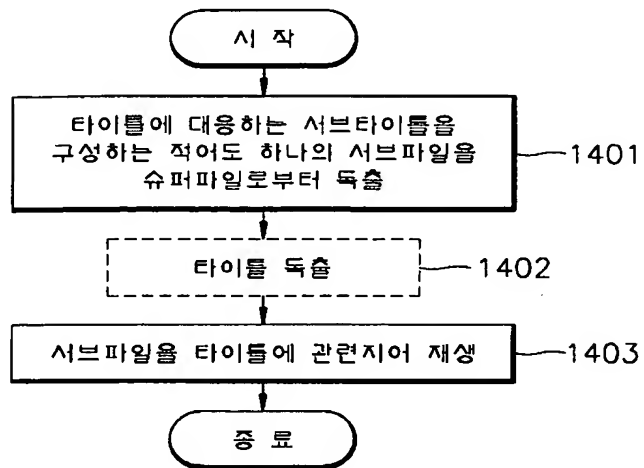 시 작
타이틀에 대응하는 서브타이틀을
구성하는 적어도 하나의 서브파일을
슈퍼파일로부터 독출
1401
타이틀 독출
1402
서브파일을 타이틀에 관련지어 재생
1403
종 료